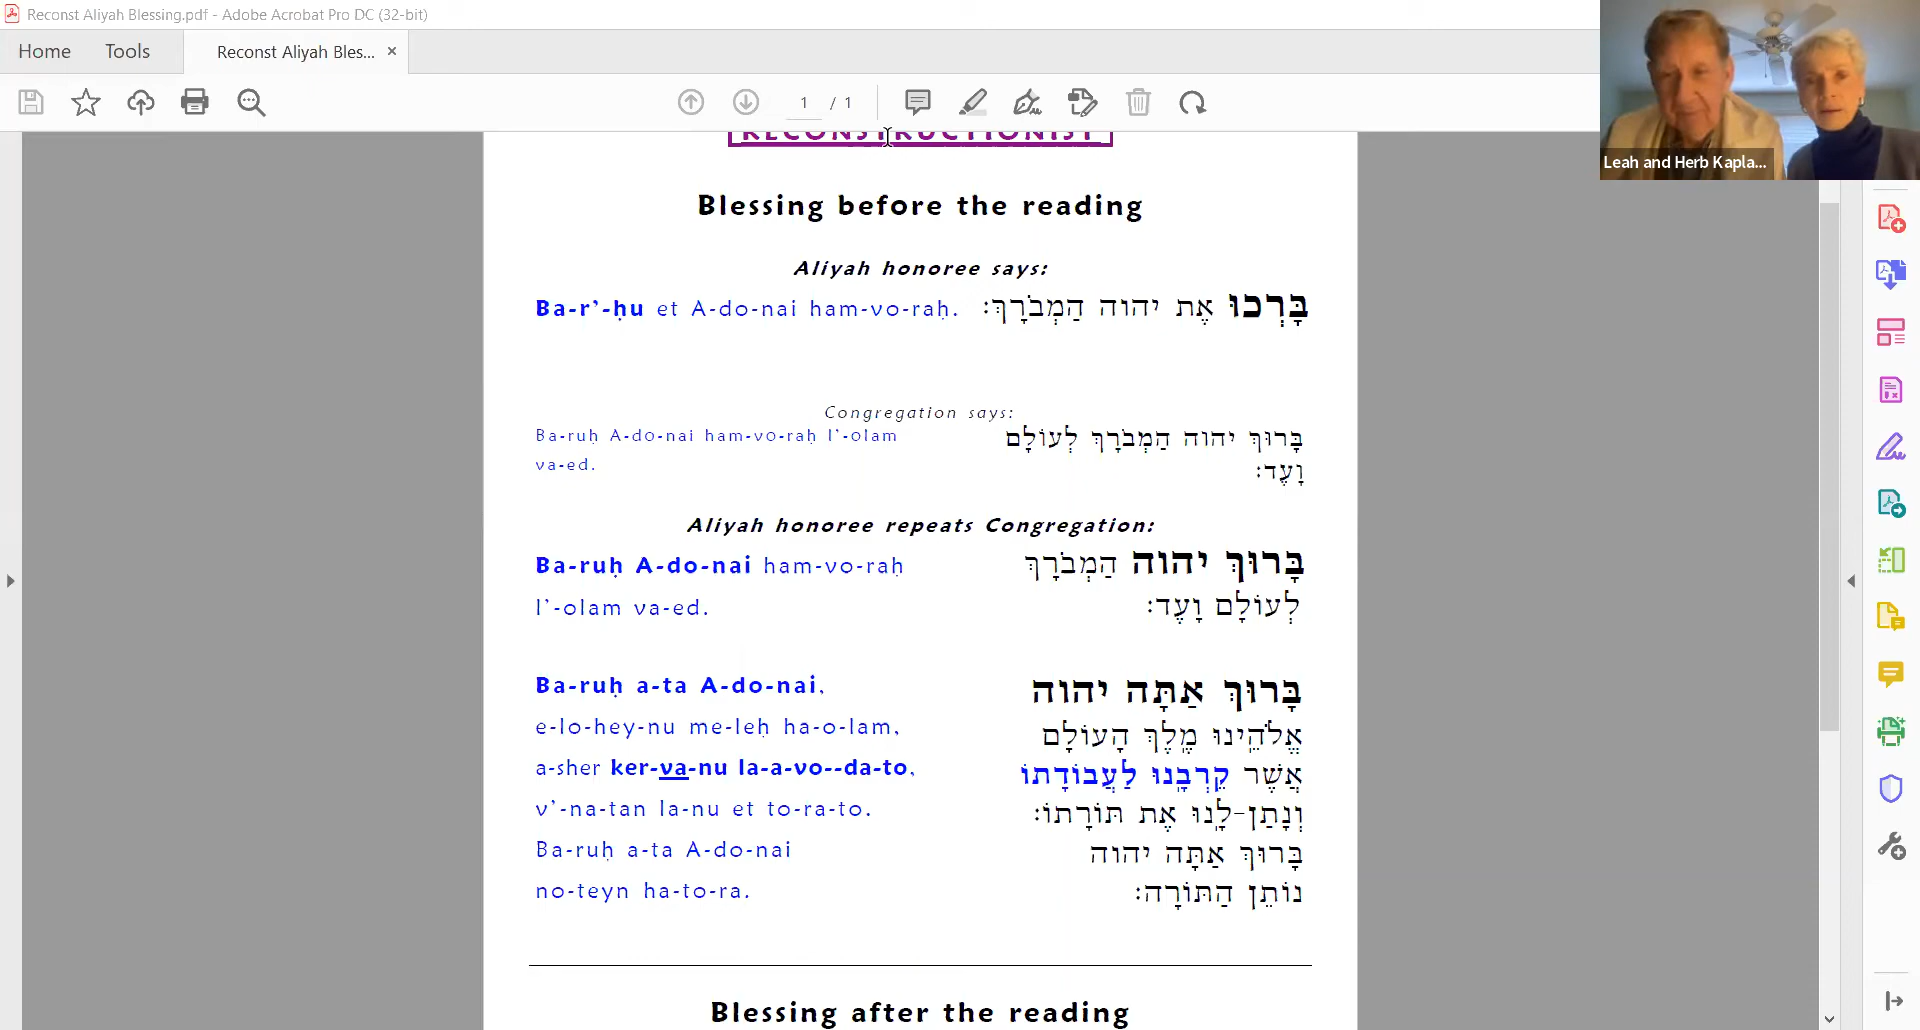 Reconst Aliyah Blessing.pdf - Adobe Acrobat Pro DC (32-bit)
Home Tools Reconst Aliyah Bles... ×
1 / 1
Leah and Herb Kapla...
RECONSTRUCTIONIST
Blessing before the reading
Aliyah honoree says:
Ba-r’-ḥu et A-do-nai ham-vo-raḥ. בָּרְכוּ אֶת יהוה הַמְבֹרָךְ:
Congregation says:
Ba-ruḥ A-do-nai ham-vo-raḥ l’-olam בָּרוּךְ יהוה הַמְבֹרָךְ לְעוֹלָם
va-ed. וָעֶד:
Aliyah honoree repeats Congregation:
Ba-ruḥ A-do-nai ham-vo-raḥ בָּרוּךְ יהוה הַמְבֹרָךְ
l’-olam va-ed. לְעוֹלָם וָעֶד:
Ba-ruḥ a-ta A-do-nai, בָּרוּךְ אַתָּה יהוה
e-lo-hey-nu me-leḥ ha-o-lam, אֱלֹהֵינוּ מֶלֶךְ הָעוֹלָם
a-sher ker-va-nu la-a-vo--da-to, אֲשֶׁר קֵרְבָנוּ לַעֲבוֹדָתוֹ
v’-na-tan la-nu et to-ra-to. וְנָתַן-לָנוּ אֶת תּוֹרָתוֹ:
Ba-ruḥ a-ta A-do-nai בָּרוּךְ אַתָּה יהוה
no-teyn ha-to-ra. נוֹתֵן הַתּוֹרָה:
Blessing after the reading